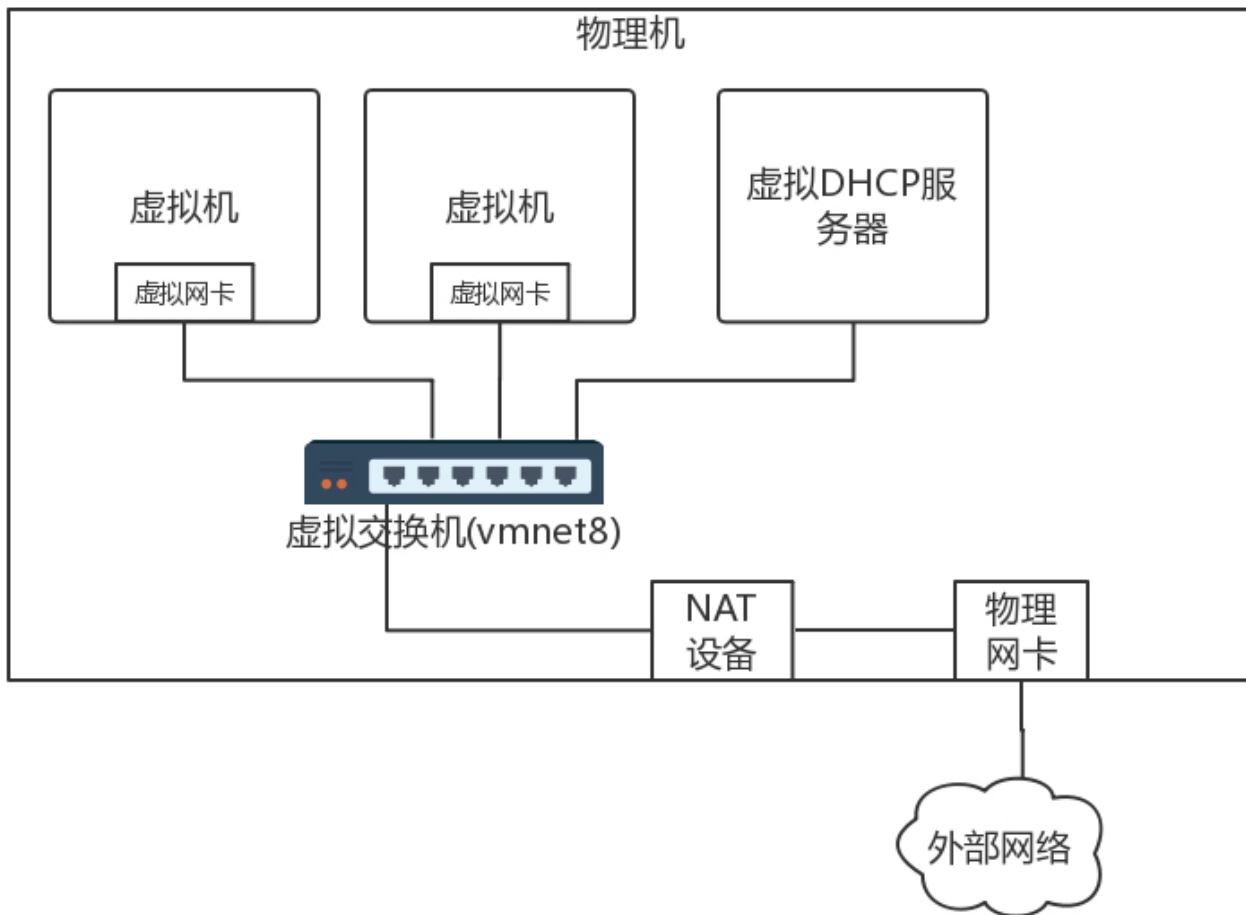 物理机
虚拟机
虚拟网卡
虚拟机
虚拟网卡
虚拟DHCP服
务器
虚拟交换机(vmnet8)
NAT
设备
物理
网卡
外部网络